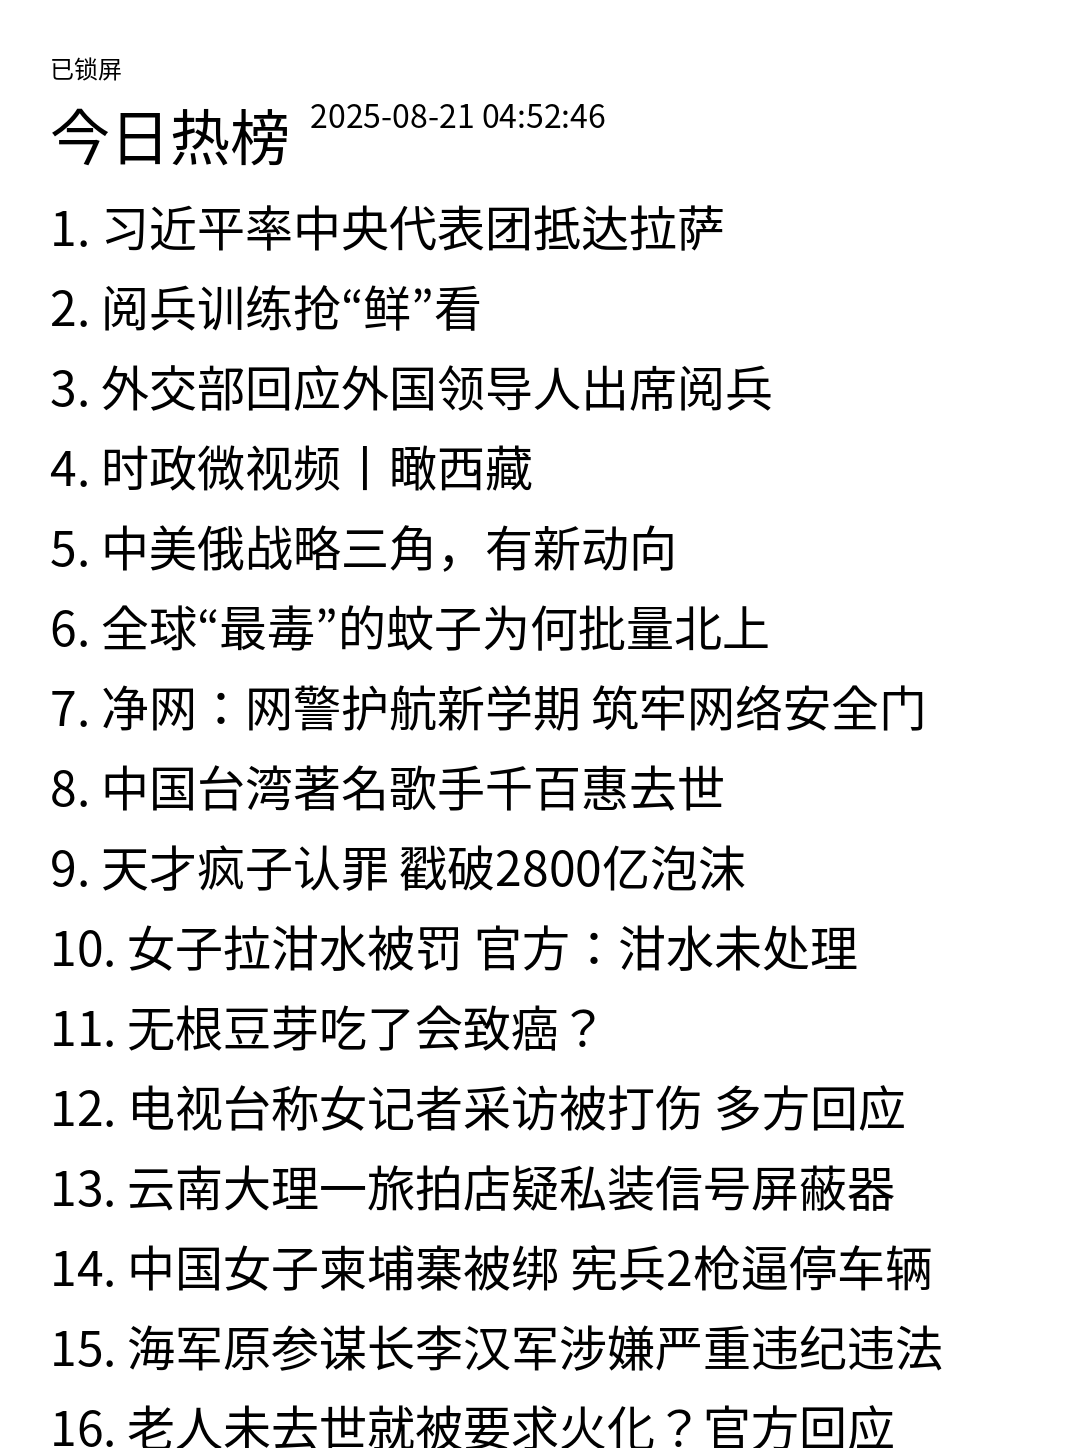 已锁屏
今日热榜 2025-08-21 04:52:46
1. 习近平率中央代表团抵达拉萨
2. 阅兵训练抢“鲜”看
3. 外交部回应外国领导人出席阅兵
4. 时政微视频丨瞰西藏
5. 中美俄战略三角，有新动向
6. 全球“最毒”的蚊子为何批量北上
7. 净网：网警护航新学期 筑牢网络安全门
8. 中国台湾著名歌手千百惠去世
9. 天才疯子认罪 戳破2800亿泡沫
10. 女子拉泔水被罚 官方：泔水未处理
11. 无根豆芽吃了会致癌？
12. 电视台称女记者采访被打伤 多方回应
13. 云南大理一旅拍店疑私装信号屏蔽器
14. 中国女子柬埔寨被绑 宪兵2枪逼停车辆
15. 海军原参谋长李汉军涉嫌严重违纪违法
16. 老人未去世就被要求火化？官方回应